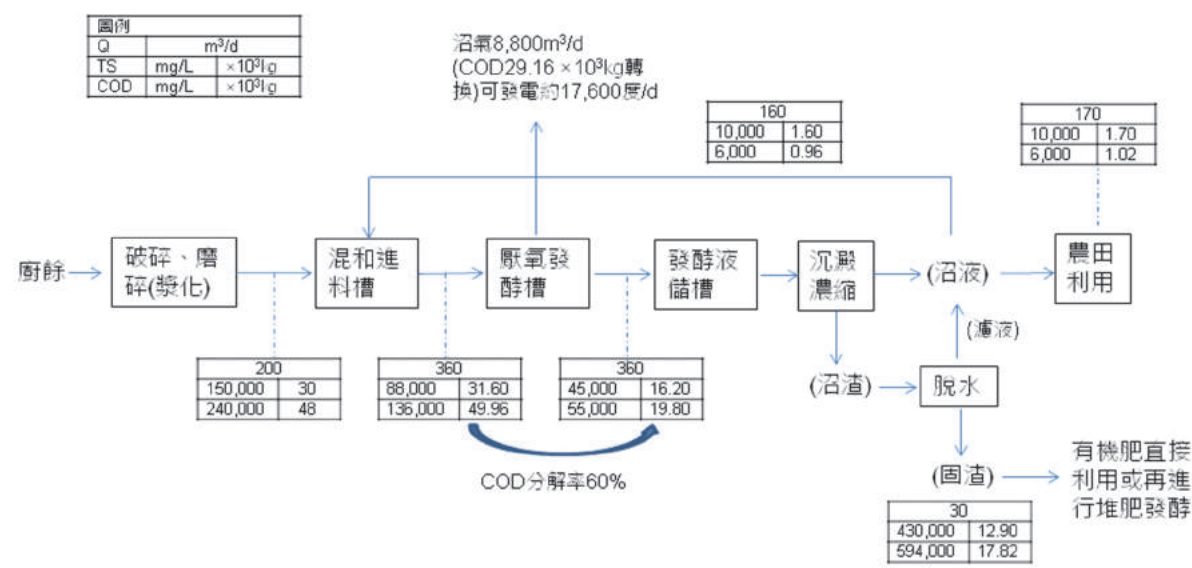 圖例
Q m³/d
TS mg/L ×10³kg
COD mg/L ×10³kg
沼氣8,800m³/d
(COD29.16 ×10³kg轉
換)可發電約17,600度/d
160
10,000 1.60
6,000 0.96
170
10,000 1.70
6,000 1.02
廚餘
破碎、磨
碎(漿化)
混和進
料槽
厭氧發
酵槽
發酵液
儲槽
沉澱
濃縮
(沼液)
農田
利用
(濾液)
200
150,000 30
240,000 48
360
88,000 31.60
136,000 49.96
360
45,000 16.20
55,000 19.80
(沼渣)
脫水
COD分解率60%
(固渣)
有機肥直接
利用或再進
行堆肥發酵
30
430,000 12.90
594,000 17.82